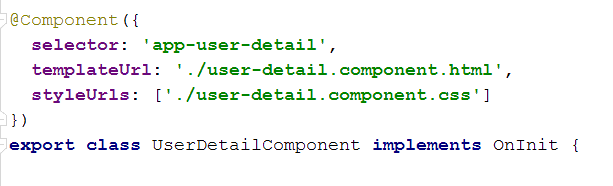 @Component({
  selector: 'app-user-detail',
  templateUrl: './user-detail.component.html',
  styleUrls: ['./user-detail.component.css']
})
export class UserDetailComponent implements OnInit {